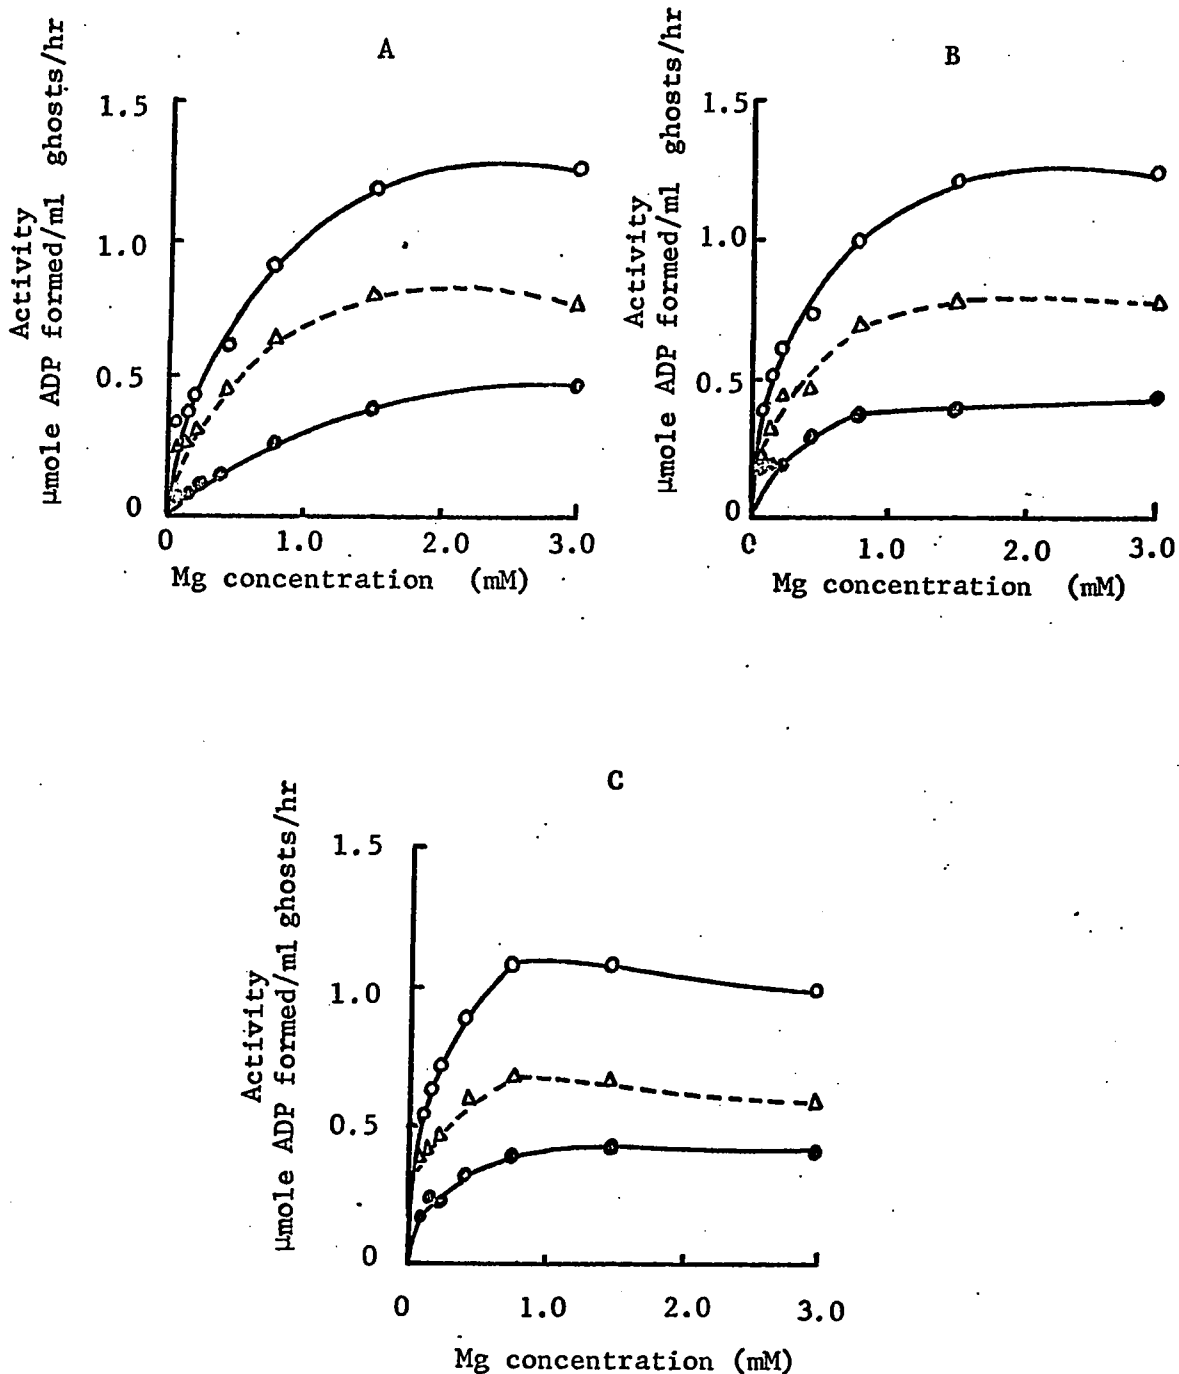 A
Activity
µmole ADP formed/ml ghosts/hr
1.5
1.0
0.5
0
0 1.0 2.0 3.0
Mg concentration (mM)
B
Activity
µmole ADP formed/ml ghosts/hr
1.5
1.0
0.5
0
0 1.0 2.0 3.0
Mg concentration (mM)
C
Activity
µmole ADP formed/ml ghosts/hr
1.5
1.0
0.5
0
0 1.0 2.0 3.0
Mg concentration (mM)